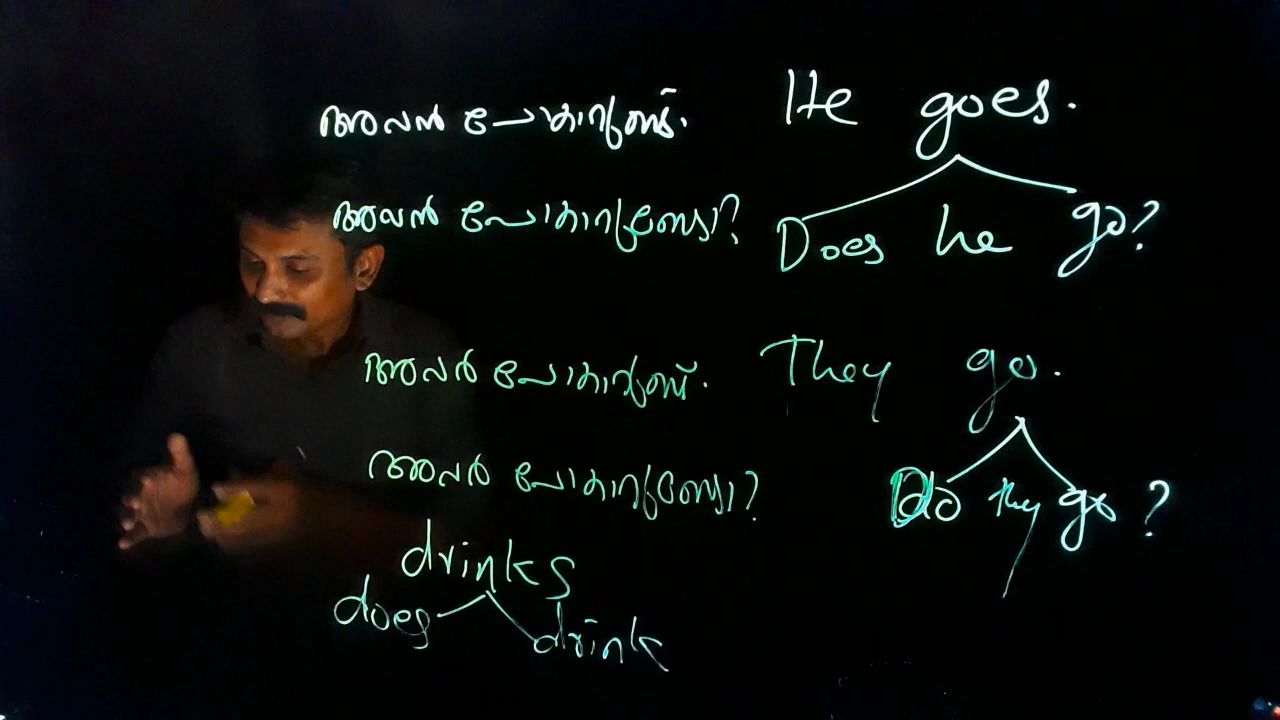 അവൻ പോകാറുണ്ട്. He goes.
അവൻ പോകാറുണ്ടോ? Does he go?
അവർ പോകാറുണ്ട്. They go.
അവർ പോകാറുണ്ടോ? Do they go?
drinks
does drink